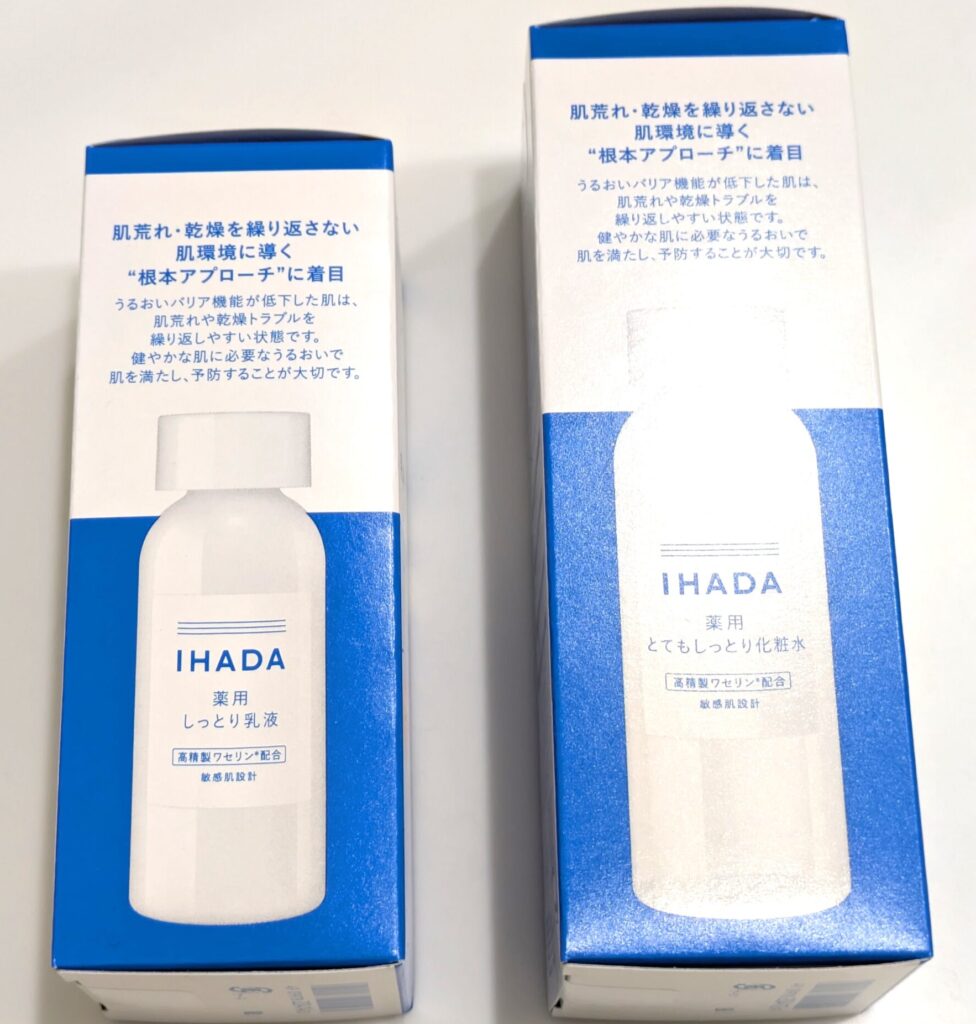 肌荒れ・乾燥を繰り返さない
肌環境に導く
“根本アプローチ”に着目
うるおいバリア機能が低下した肌は、
肌荒れや乾燥トラブルを
繰り返しやすい状態です。
健やかな肌に必要なうるおいで
肌を満たし、予防することが大切です。
IHADA
薬用
しっとり乳液
高精製ワセリン*配合
敏感肌設計
肌荒れ・乾燥を繰り返さない
肌環境に導く
“根本アプローチ”に着目
うるおいバリア機能が低下した肌は、
肌荒れや乾燥トラブルを
繰り返しやすい状態です。
健やかな肌に必要なうるおいで
肌を満たし、予防することが大切です。
IHADA
薬用
とてもしっとり化粧水
高精製ワセリン*配合
敏感肌設計